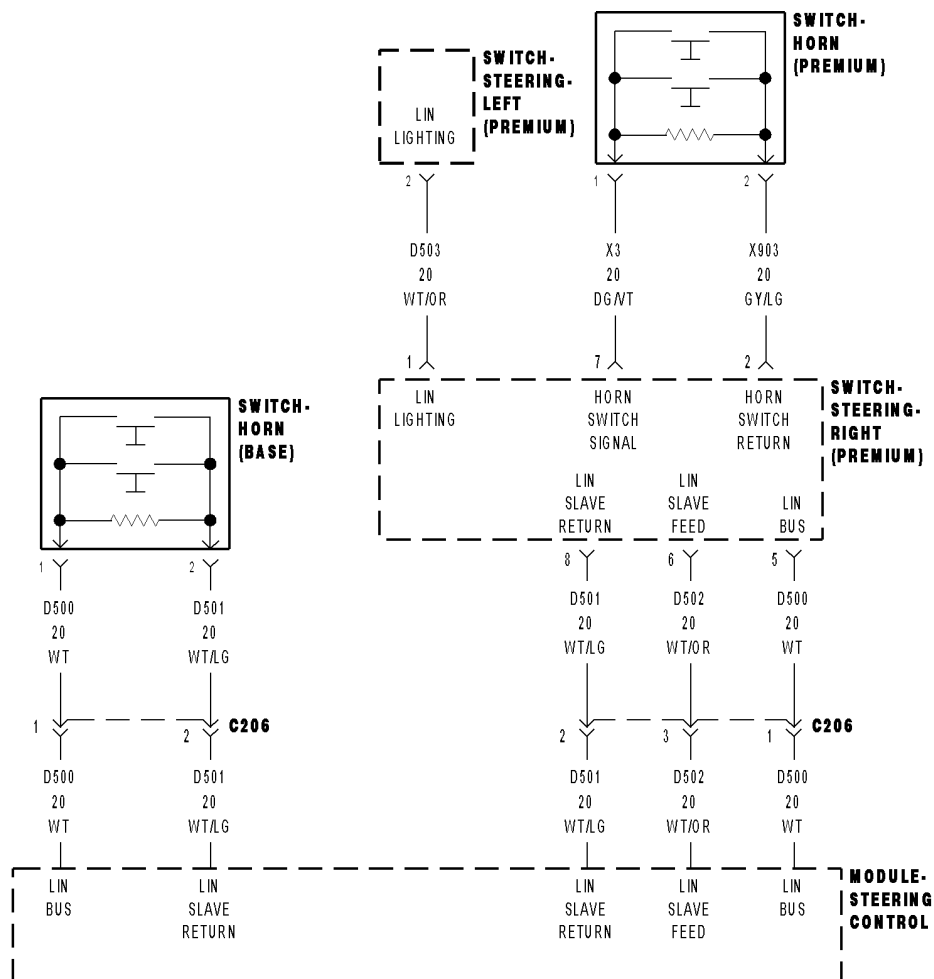 SWITCH-
HORN
(PREMIUM)
SWITCH-
STEERING-
LEFT
(PREMIUM)
LIN
LIGHTING
2
1
2
D503
20
WT/OR
X3
20
DG/VT
X903
20
GY/LG
1
7
2
LIN
LIGHTING
HORN
SWITCH
SIGNAL
HORN
SWITCH
RETURN
SWITCH-
STEERING-
RIGHT
(PREMIUM)
LIN
SLAVE
RETURN
LIN
SLAVE
FEED
LIN
BUS
SWITCH-
HORN
(BASE)
1
2
8
6
5
D500
20
WT
D501
20
WT/LG
D501
20
WT/LG
D502
20
WT/OR
D500
20
WT
1
2
C206
2
3
1
C206
D500
20
WT
D501
20
WT/LG
D501
20
WT/LG
D502
20
WT/OR
D500
20
WT
LIN
BUS
LIN
SLAVE
RETURN
LIN
SLAVE
RETURN
LIN
SLAVE
FEED
LIN
BUS
MODULE-
STEERING
CONTROL